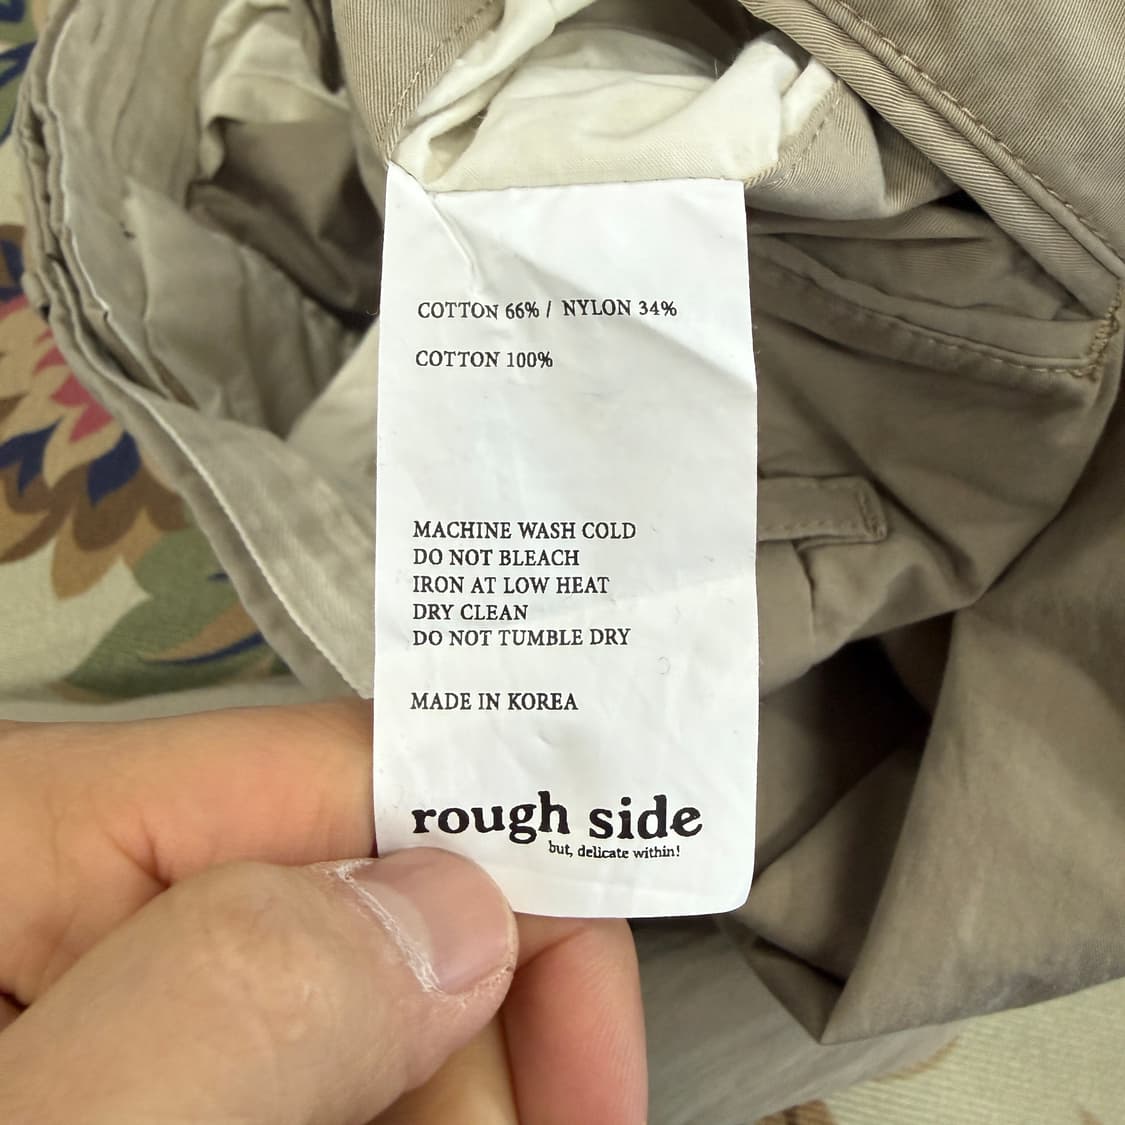 COTTON 66% / NYLON 34%
COTTON 100%
MACHINE WASH COLD
DO NOT BLEACH
IRON AT LOW HEAT
DRY CLEAN
DO NOT TUMBLE DRY
MADE IN KOREA
rough side
but, delicate within!